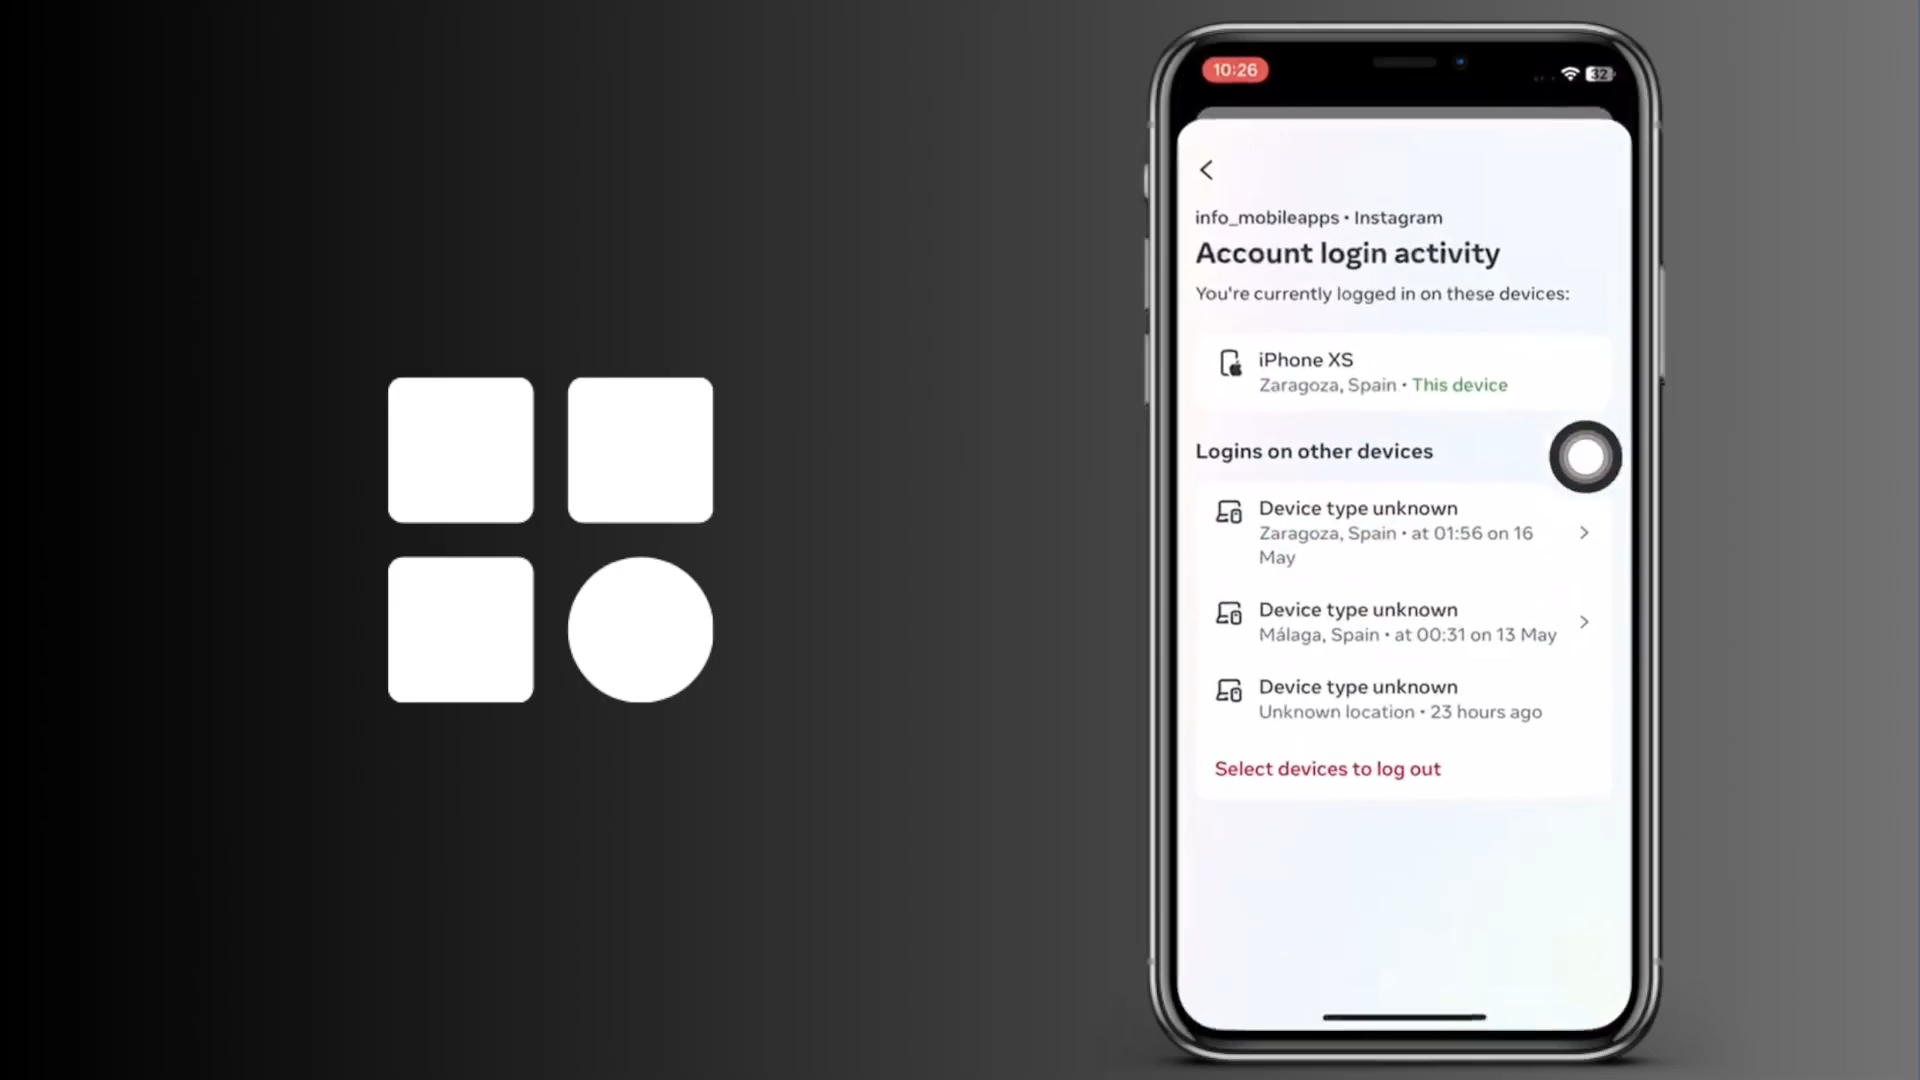 10:26
32
info_mobileapps • Instagram
Account login activity
You're currently logged in on these devices:
iPhone XS
Zaragoza, Spain • This device
Logins on other devices
Device type unknown
Zaragoza, Spain • at 01:56 on 16
May
Device type unknown
Málaga, Spain • at 00:31 on 13 May
Device type unknown
Unknown location • 23 hours ago
Select devices to log out